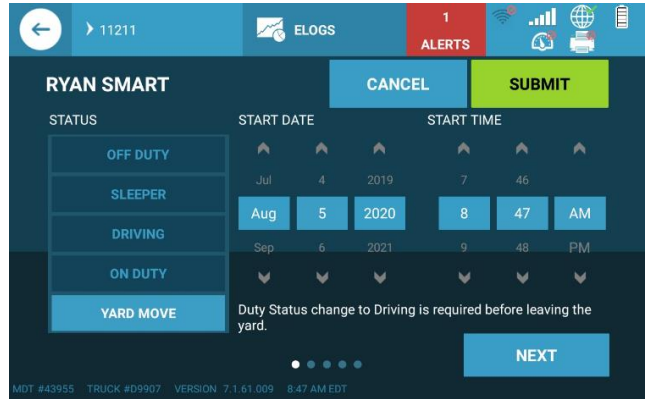 11211
ELOGS
1
ALERTS
RYAN SMART
CANCEL
SUBMIT
STATUS
START DATE
START TIME
OFF DUTY
SLEEPER
DRIVING
ON DUTY
YARD MOVE
Jul 4 2019 7 46
Aug 5 2020 8 47 AM
Sep 6 2021 9 48 PM
Duty Status change to Driving is required before leaving the
yard.
NEXT
MDT #43955 TRUCK #D9907 VERSION 7.1.61.009 8:47 AM EDT